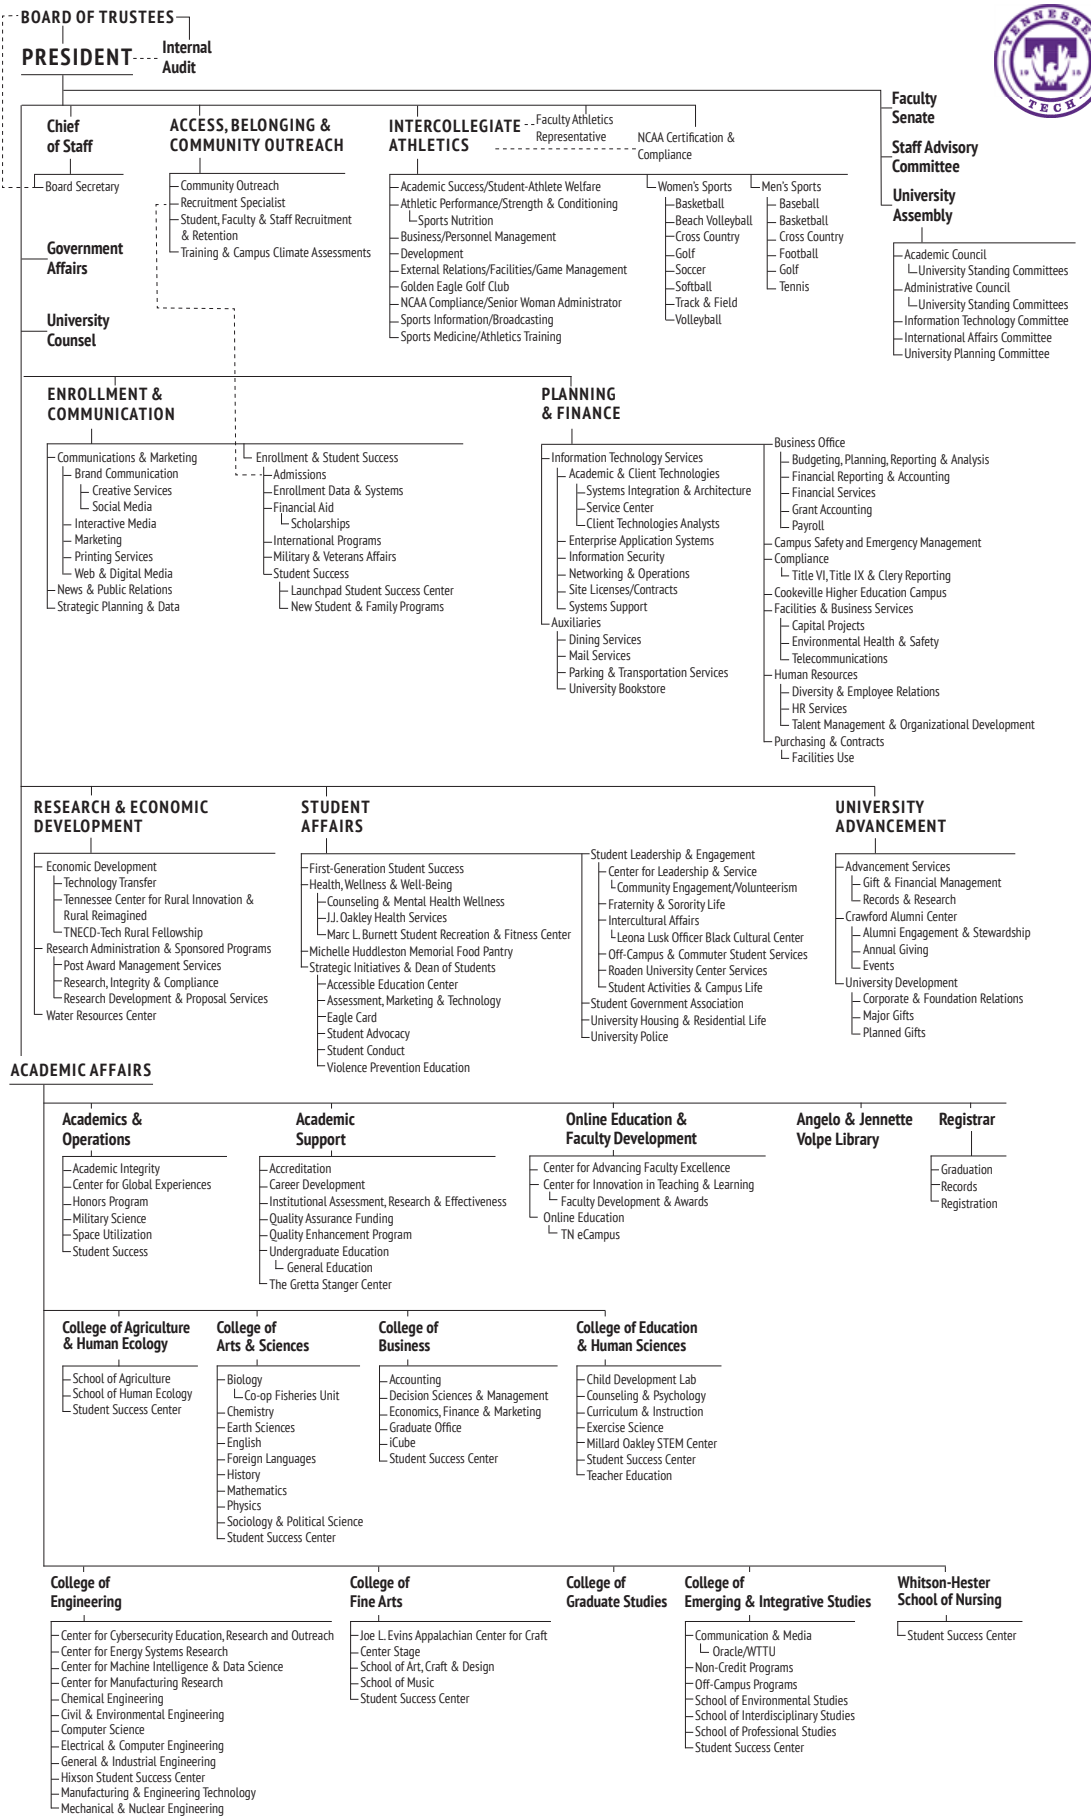 BOARD OF TRUSTEES
PRESIDENT
Internal
Audit
TENNESSEE
1915
TECH
Chief
of Staff
Board Secretary
Government
Affairs
University
Counsel
ACCESS, BELONGING &
COMMUNITY OUTREACH
Community Outreach
Recruitment Specialist
Student, Faculty & Staff Recruitment
& Retention
Training & Campus Climate Assessments
INTERCOLLEGIATE
ATHLETICS
Faculty Athletics
Representative
NCAA Certification &
Compliance
Academic Success/Student-Athlete Welfare
Athletic Performance/Strength & Conditioning
Sports Nutrition
Business/Personnel Management
Development
External Relations/Facilities/Game Management
Golden Eagle Golf Club
NCAA Compliance/Senior Woman Administrator
Sports Information/Broadcasting
Sports Medicine/Athletics Training
Women's Sports
Basketball
Beach Volleyball
Cross Country
Golf
Soccer
Softball
Track & Field
Volleyball
Men's Sports
Baseball
Basketball
Cross Country
Football
Golf
Tennis
Faculty
Senate
Staff Advisory
Committee
University
Assembly
Academic Council
University Standing Committees
Administrative Council
University Standing Committees
Information Technology Committee
International Affairs Committee
University Planning Committee
ENROLLMENT &
COMMUNICATION
Communications & Marketing
Brand Communication
Creative Services
Social Media
Interactive Media
Marketing
Printing Services
Web & Digital Media
News & Public Relations
Strategic Planning & Data
Enrollment & Student Success
Admissions
Enrollment Data & Systems
Financial Aid
Scholarships
International Programs
Military & Veterans Affairs
Student Success
Launchpad Student Success Center
New Student & Family Programs
PLANNING
& FINANCE
Information Technology Services
Academic & Client Technologies
Systems Integration & Architecture
Service Center
Client Technologies Analysts
Enterprise Application Systems
Information Security
Networking & Operations
Site Licenses/Contracts
Systems Support
Auxiliaries
Dining Services
Mail Services
Parking & Transportation Services
University Bookstore
Business Office
Budgeting, Planning, Reporting & Analysis
Financial Reporting & Accounting
Financial Services
Grant Accounting
Payroll
Campus Safety and Emergency Management
Compliance
Title VI, Title IX & Clery Reporting
Cookeville Higher Education Campus
Facilities & Business Services
Capital Projects
Environmental Health & Safety
Telecommunications
Human Resources
Diversity & Employee Relations
HR Services
Talent Management & Organizational Development
Purchasing & Contracts
Facilities Use
RESEARCH & ECONOMIC
DEVELOPMENT
Economic Development
Technology Transfer
Tennessee Center for Rural Innovation &
Rural Reimagined
TNECD-Tech Rural Fellowship
Research Administration & Sponsored Programs
Post Award Management Services
Research, Integrity & Compliance
Research Development & Proposal Services
Water Resources Center
STUDENT
AFFAIRS
First-Generation Student Success
Health, Wellness & Well-Being
Counseling & Mental Health Wellness
J.J. Oakley Health Services
Marc L. Burnett Student Recreation & Fitness Center
Michelle Huddleston Memorial Food Pantry
Strategic Initiatives & Dean of Students
Accessible Education Center
Assessment, Marketing & Technology
Eagle Card
Student Advocacy
Student Conduct
Violence Prevention Education
Student Leadership & Engagement
Center for Leadership & Service
Community Engagement/Volunteerism
Fraternity & Sorority Life
Intercultural Affairs
Leona Lusk Officer Black Cultural Center
Off-Campus & Commuter Student Services
Roaden University Center Services
Student Activities & Campus Life
Student Government Association
University Housing & Residential Life
University Police
UNIVERSITY
ADVANCEMENT
Advancement Services
Gift & Financial Management
Records & Research
Crawford Alumni Center
Alumni Engagement & Stewardship
Annual Giving
Events
University Development
Corporate & Foundation Relations
Major Gifts
Planned Gifts
ACADEMIC AFFAIRS
Academics &
Operations
Academic Integrity
Center for Global Experiences
Honors Program
Military Science
Space Utilization
Student Success
Academic
Support
Accreditation
Career Development
Institutional Assessment, Research & Effectiveness
Quality Assurance Funding
Quality Enhancement Program
Undergraduate Education
General Education
The Gretta Stanger Center
Online Education &
Faculty Development
Center for Advancing Faculty Excellence
Center for Innovation in Teaching & Learning
Faculty Development & Awards
Online Education
TN eCampus
Angelo & Jennette
Volpe Library
Registrar
Graduation
Records
Registration
College of Agriculture
& Human Ecology
School of Agriculture
School of Human Ecology
Student Success Center
College of
Arts & Sciences
Biology
Co-op Fisheries Unit
Chemistry
Earth Sciences
English
Foreign Languages
History
Mathematics
Physics
Sociology & Political Science
Student Success Center
College of
Business
Accounting
Decision Sciences & Management
Economics, Finance & Marketing
Graduate Office
iCube
Student Success Center
College of Education
& Human Sciences
Child Development Lab
Counseling & Psychology
Curriculum & Instruction
Exercise Science
Millard Oakley STEM Center
Student Success Center
Teacher Education
College of
Engineering
Center for Cybersecurity Education, Research and Outreach
Center for Energy Systems Research
Center for Machine Intelligence & Data Science
Center for Manufacturing Research
Chemical Engineering
Civil & Environmental Engineering
Computer Science
Electrical & Computer Engineering
General & Industrial Engineering
Hixson Student Success Center
Manufacturing & Engineering Technology
Mechanical & Nuclear Engineering
College of
Fine Arts
Joe L. Evins Appalachian Center for Craft
Center Stage
School of Art, Craft & Design
School of Music
Student Success Center
College of
Graduate Studies
College of
Emerging & Integrative Studies
Communication & Media
Oracle/WTTU
Non-Credit Programs
Off-Campus Programs
School of Environmental Studies
School of Interdisciplinary Studies
School of Professional Studies
Student Success Center
Whitson-Hester
School of Nursing
Student Success Center